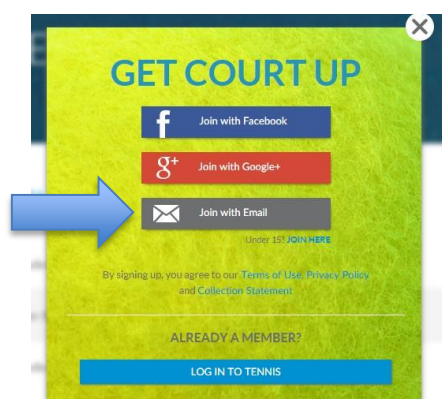 GET COURT UP
f Join with Facebook
g+ Join with Google+
Join with Email
Under 15? JOIN HERE
By signing up, you agree to our Terms of Use, Privacy Policy
and Collection Statement
ALREADY A MEMBER?
LOG IN TO TENNIS